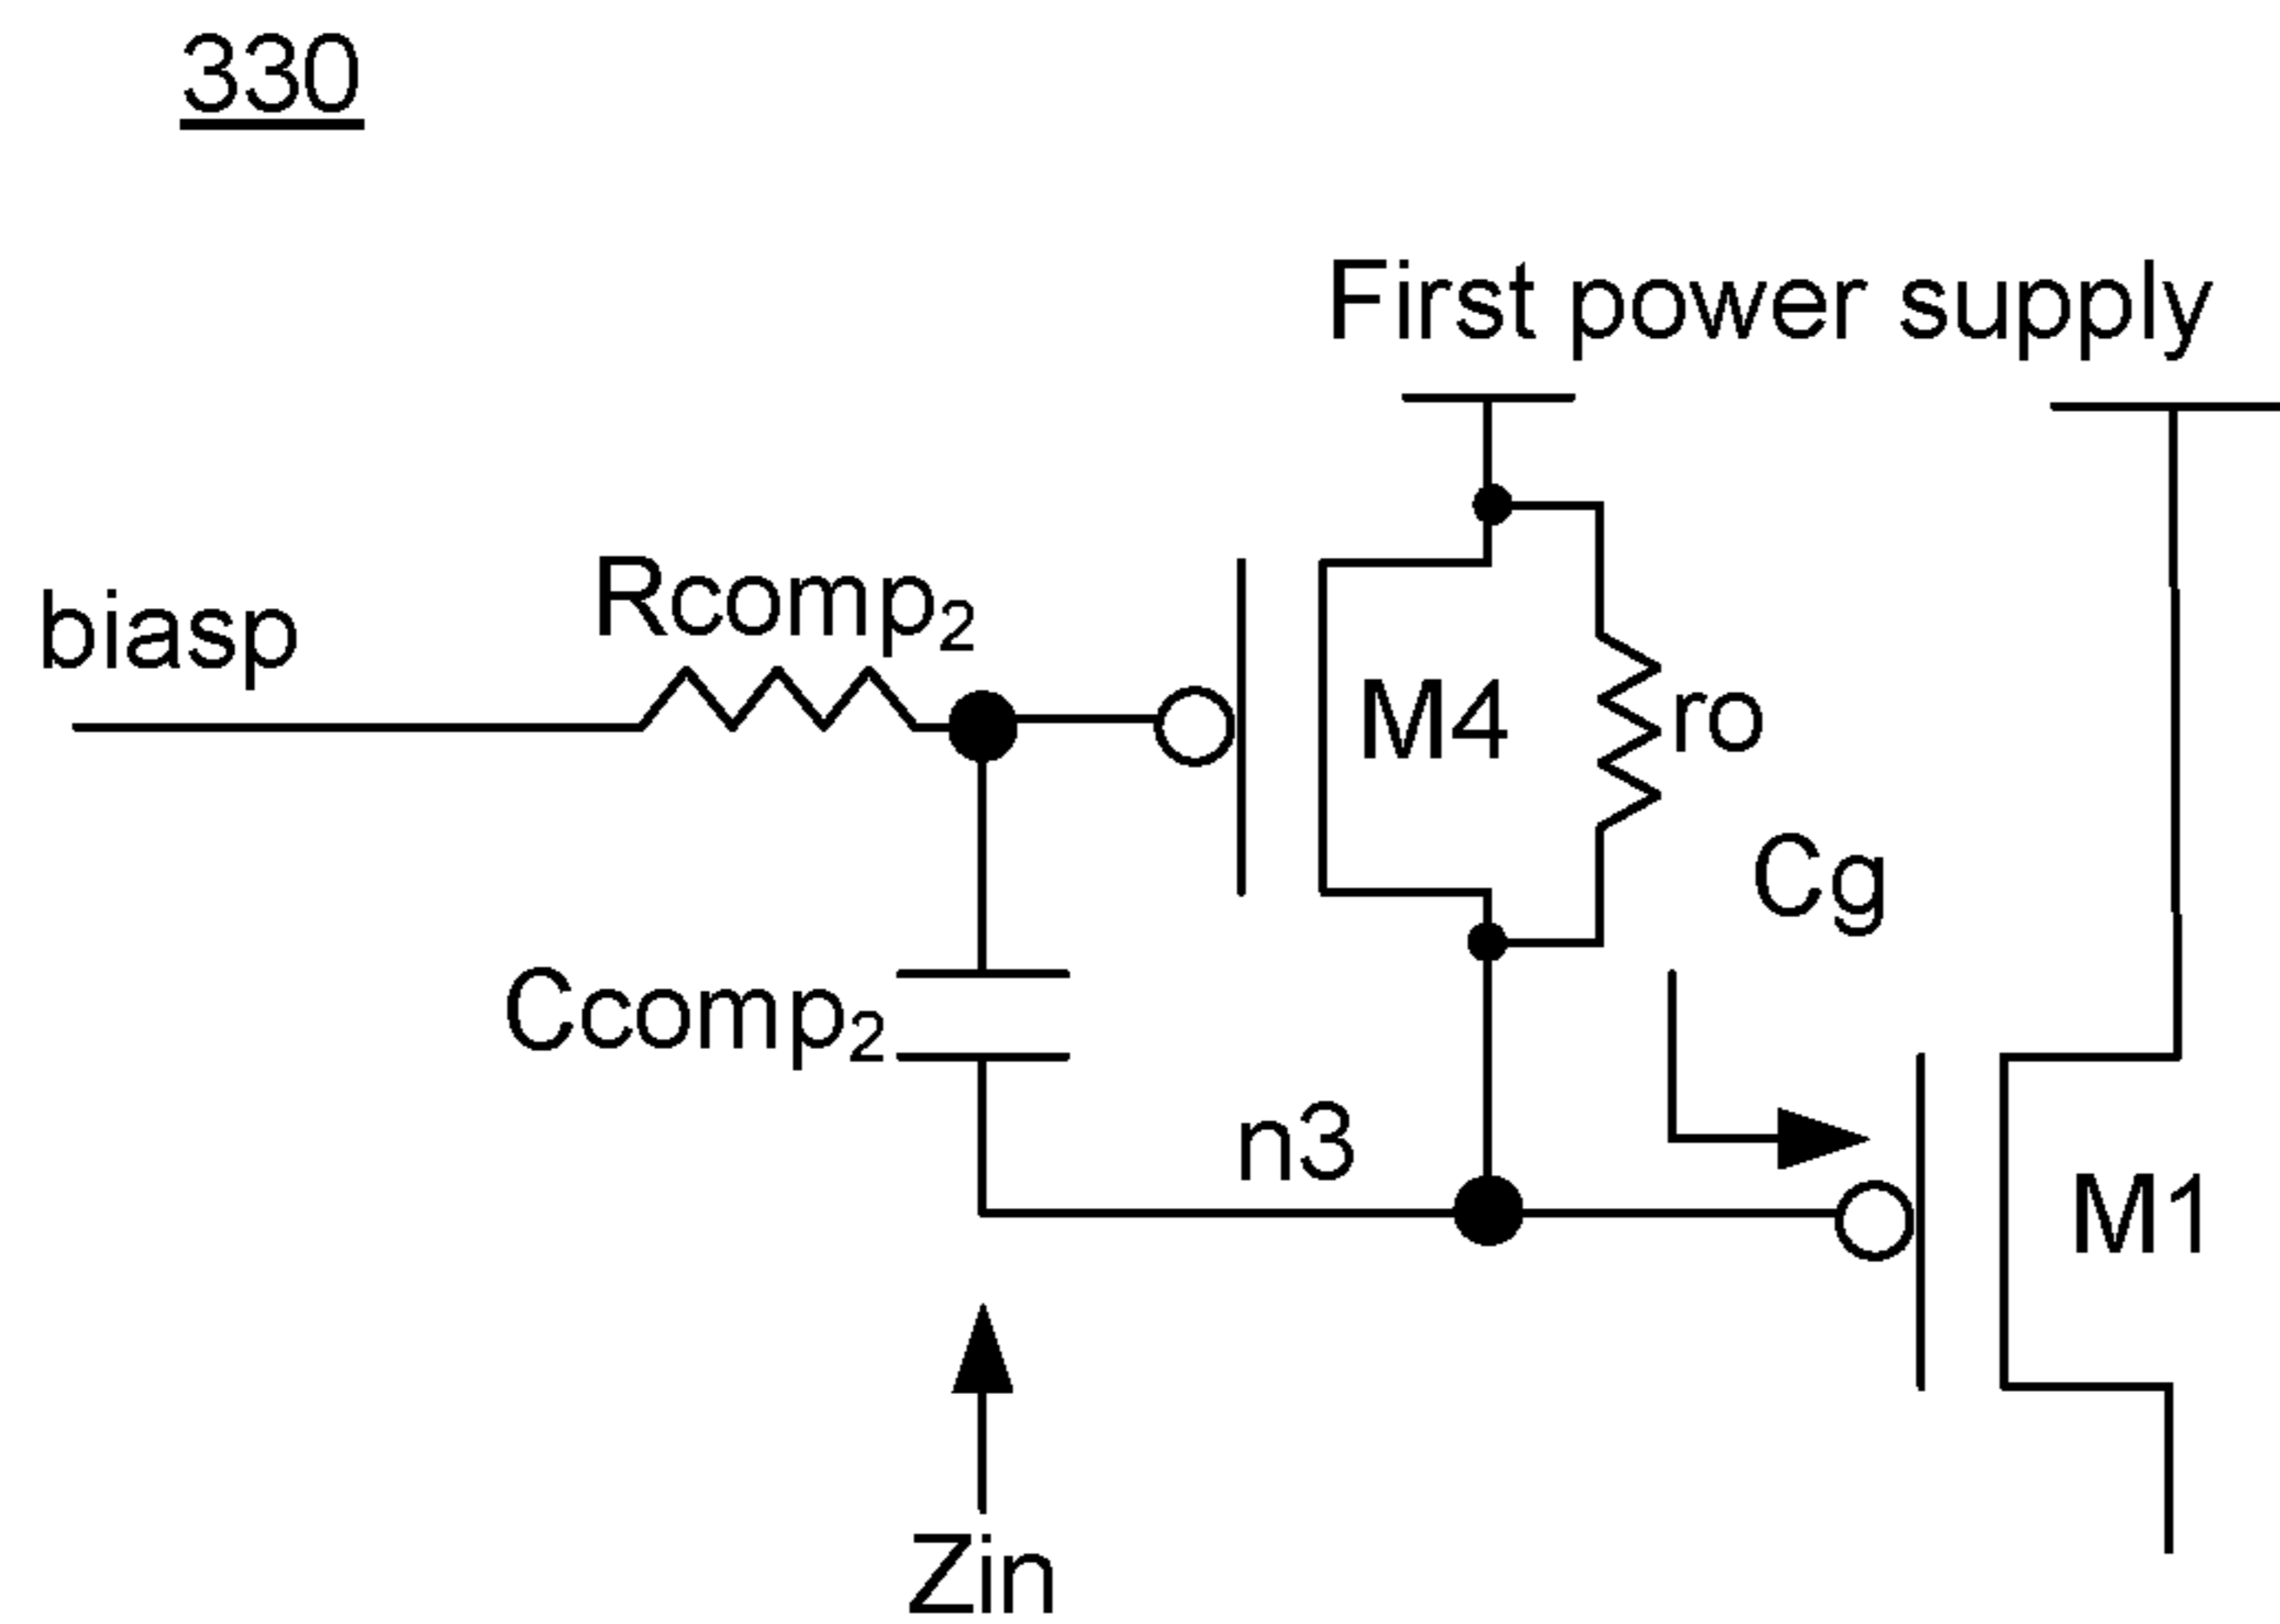 330
First power supply
biasp
Rcomp₂
M4
ro
Cg
Ccomp₂
n3
M1
Zin